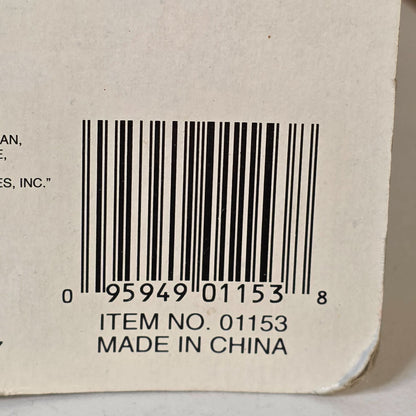 AN,
E,
ES, INC."
0 95949 01153 8
ITEM NO. 01153
MADE IN CHINA